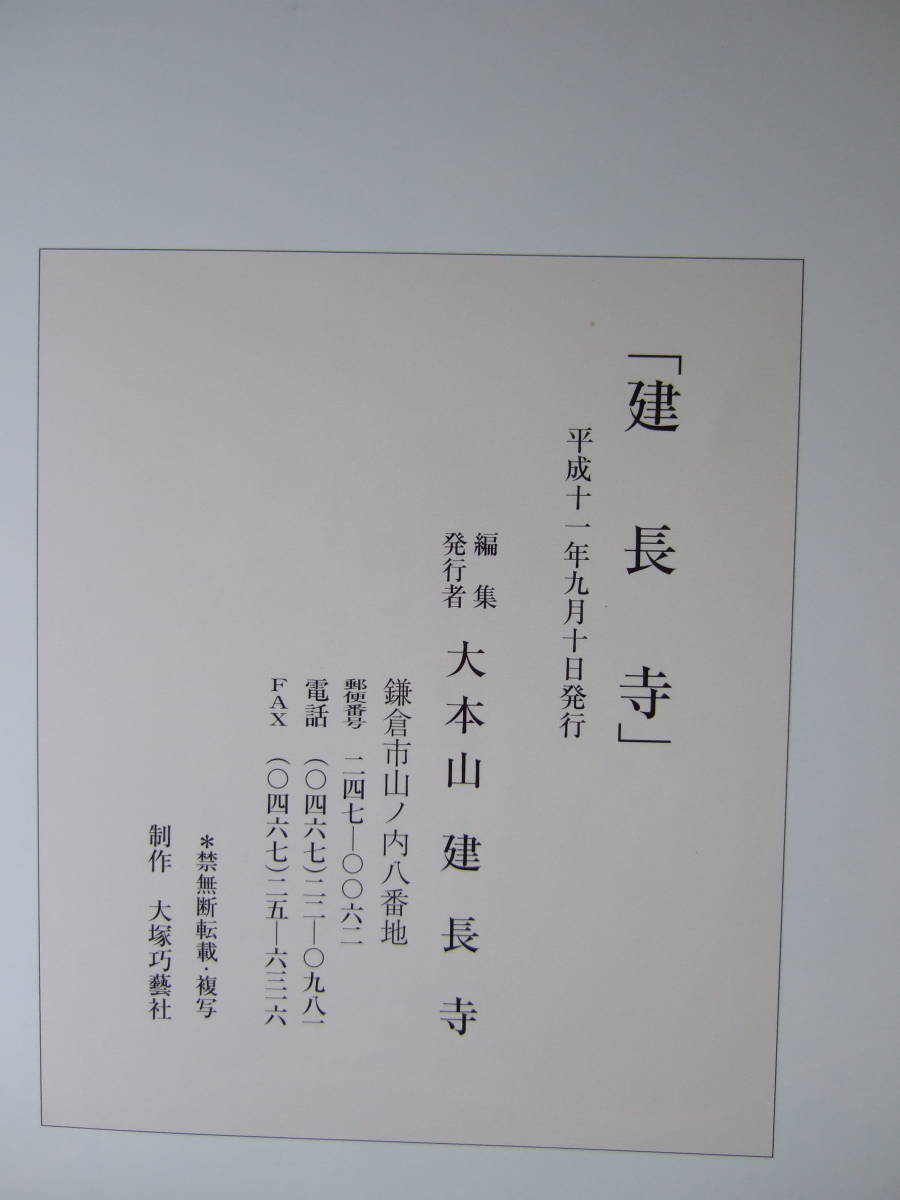 「建長寺」
平成十一年九月十日発行
編集
発行者
大本山建長寺
鎌倉市山ノ内八番地
郵便番号 二四七―〇〇六二
電話 (〇四六七)二二―〇九八一
FAX (〇四六七)二五―六三一六
＊禁無断転載・複写
制作 大塚巧藝社